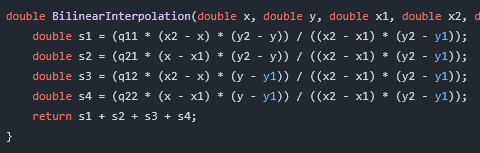 double BilinearInterpolation(double x, double y, double x1, double x2,
double s1 = (q11 * (x2 - x) * (y2 - y)) / ((x2 - x1) * (y2 - y1));
double s2 = (q21 * (x - x1) * (y2 - y)) / ((x2 - x1) * (y2 - y1));
double s3 = (q12 * (x2 - x) * (y - y1)) / ((x2 - x1) * (y2 - y1));
double s4 = (q22 * (x - x1) * (y - y1)) / ((x2 - x1) * (y2 - y1));
return s1 + s2 + s3 + s4;
}